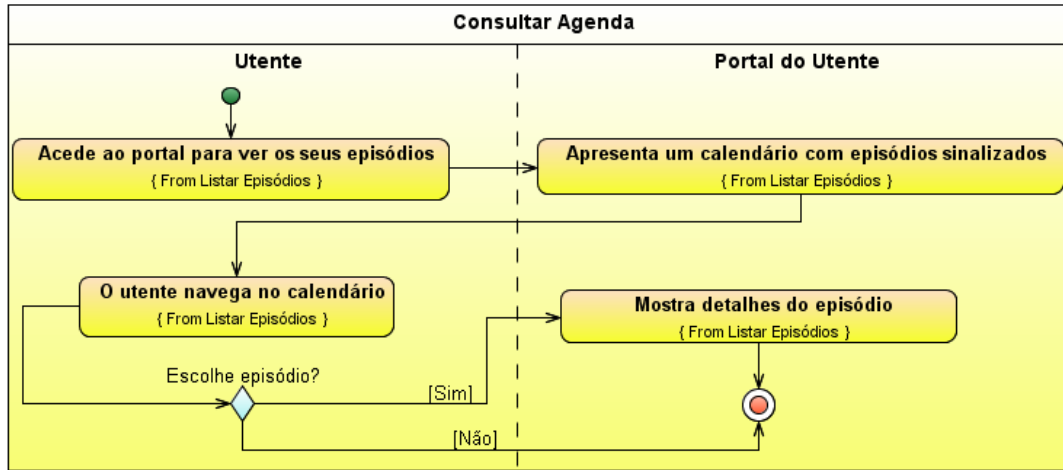 Consultar Agenda
Utente
Portal do Utente
Acede ao portal para ver os seus episódios
{ From Listar Episódios }
Apresenta um calendário com episódios sinalizados
{ From Listar Episódios }
O utente navega no calendário
{ From Listar Episódios }
Mostra detalhes do episódio
{ From Listar Episódios }
Escolhe episódio?
[Sim]
[Não]